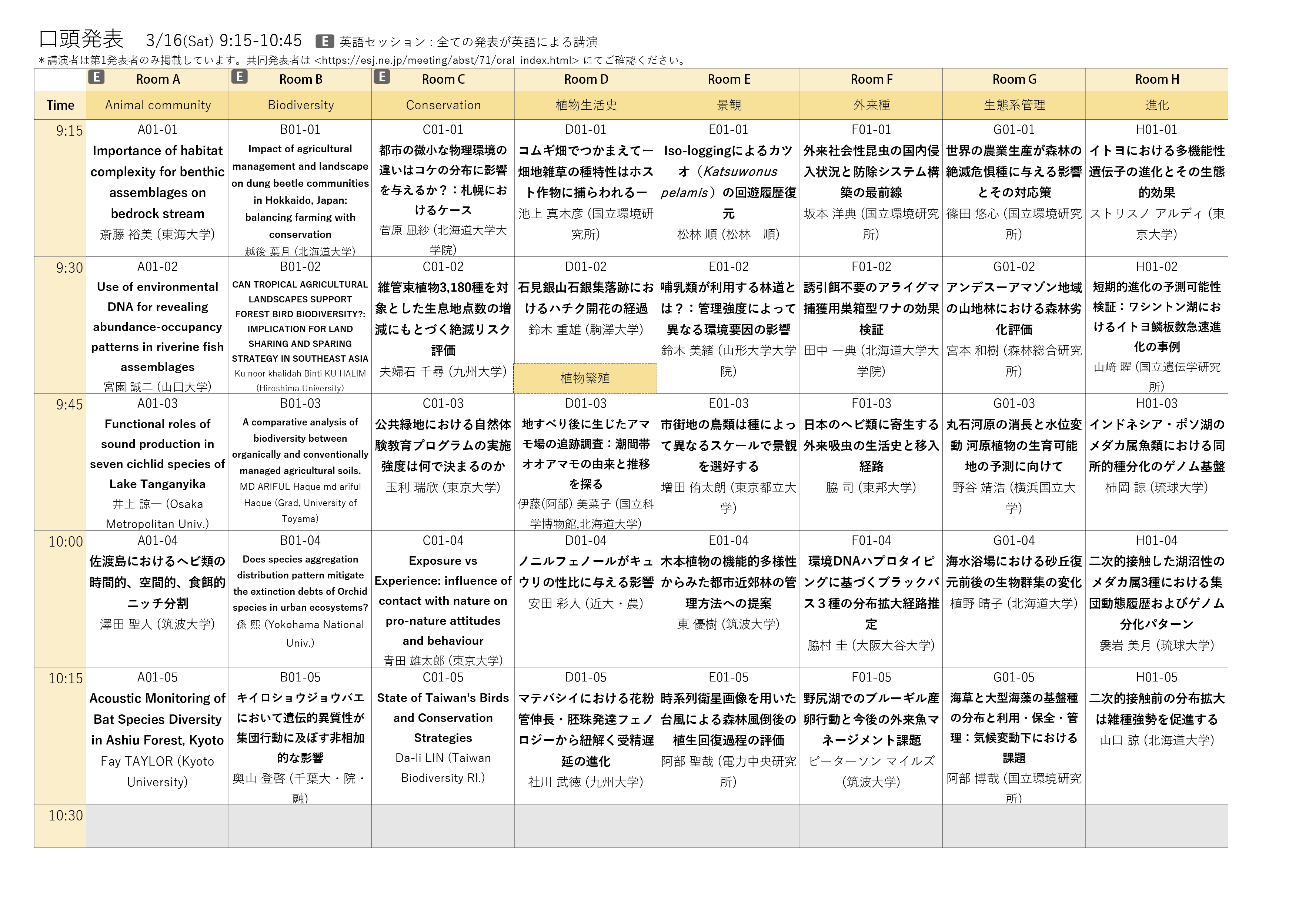 口頭発表 3/16(Sat) 9:15-10:45 E 英語セッション : 全ての発表が英語による講演
＊講演者は第1発表者のみ掲載しています。共同発表者は <https://esj.ne.jp/meeting/abst/71/oral_index.html> にてご確認ください。
E Room A E Room B E Room C Room D Room E Room F Room G Room H
Time Animal community Biodiversity Conservation 植物生活史 景観 外来種 生態系管理 進化
9:15
A01-01
Importance of habitat
complexity for benthic
assemblages on
bedrock stream
斎藤 裕美 (東海大学)
B01-01
Impact of agricultural
management and landscape
on dung beetle communities
in Hokkaido, Japan:
balancing farming with
conservation
越後 葉月 (北海道大学)
C01-01
都市の微小な物理環境の
違いはコケの分布に影響
を与えるか？：札幌にお
けるケース
菅原 凪紗 (北海道大学大
学院)
D01-01
コムギ畑でつかまえてー
畑地雑草の種特性はホス
ト作物に捕らわれるー
池上 真木彦 (国立環境研
究所)
E01-01
Iso-loggingによるカツ
オ（Katsuwonus
pelamis）の回遊履歴復
元
松林 順 (松林　順)
F01-01
外来社会性昆虫の国内侵
入状況と防除システム構
築の最前線
坂本 洋典 (国立環境研究
所)
G01-01
世界の農業生産が森林の
絶滅危惧種に与える影響
とその対応策
篠田 悠心 (国立環境研究
所)
H01-01
イトヨにおける多機能性
遺伝子の進化とその生態
的効果
ストリスノ アルディ (東
京大学)
9:30
A01-02
Use of environmental
DNA for revealing
abundance-occupancy
patterns in riverine fish
assemblages
宮園 誠二 (山口大学)
B01-02
CAN TROPICAL AGRICULTURAL
LANDSCAPES SUPPORT
FOREST BIRD BIODIVERSITY?:
IMPLICATION FOR LAND
SHARING AND SPARING
STRATEGY IN SOUTHEAST ASIA
Ku noor khalidah Binti KU HALIM
(Hiroshima University)
C01-02
維管束植物3,180種を対
象とした生息地点数の増
減にもとづく絶滅リスク
評価
夫婦石 千尋 (九州大学)
D01-02
石見銀山石銀集落跡にお
けるハチク開花の経過
鈴木 重雄 (駒澤大学)
植物繁殖
E01-02
哺乳類が利用する林道と
は？：管理強度によって
異なる環境要因の影響
鈴木 美緒 (山形大学大学
院)
F01-02
誘引餌不要のアライグマ
捕獲用巣箱型ワナの効果
検証
田中 一典 (北海道大学大
学院)
G01-02
アンデスーアマゾン地域
の山地林における森林劣
化評価
宮本 和樹 (森林総合研究
所)
H01-02
短期的進化の予測可能性
検証：ワシントン湖にお
けるイトヨ鱗板数急速進
化の事例
山﨑 曜 (国立遺伝学研究
所)
9:45
A01-03
Functional roles of
sound production in
seven cichlid species of
Lake Tanganyika
井上 諒一 (Osaka
Metropolitan Univ.)
B01-03
A comparative analysis of
biodiversity between
organically and conventionally
managed agricultural soils.
MD ARIFUL Haque md ariful
Haque (Grad, University of
Toyama)
C01-03
公共緑地における自然体
験教育プログラムの実施
強度は何で決まるのか
玉利 瑞欣 (東京大学)
D01-03
地すべり後に生じたアマ
モ場の追跡調査：潮間帯
オオアマモの由来と推移
を探る
伊藤(阿部) 美菜子 (国立科
学博物館,北海道大学)
E01-03
市街地の鳥類は種によっ
て異なるスケールで景観
を選好する
増田 侑太朗 (東京都立大
学)
F01-03
日本のヘビ類に寄生する
外来吸虫の生活史と移入
経路
脇 司 (東邦大学)
G01-03
丸石河原の消長と水位変
動 河原植物の生育可能
地の予測に向けて
野谷 靖浩 (横浜国立大
学)
H01-03
インドネシア・ポソ湖の
メダカ属魚類における同
所的種分化のゲノム基盤
柿岡 諒 (琉球大学)
10:00
A01-04
佐渡島におけるヘビ類の
時間的、空間的、食餌的
ニッチ分割
澤田 聖人 (筑波大学)
B01-04
Does species aggregation
distribution pattern mitigate
the extinction debts of Orchid
species in urban ecosystems?
係 熙 (Yokohama National
Univ.)
C01-04
Exposure vs
Experience: influence of
contact with nature on
pro-nature attitudes
and behaviour
青田 雄太郎 (東京大学)
D01-04
ノニルフェノールがキュ
ウリの性比に与える影響
安田 彩人 (近大・農)
E01-04
木本植物の機能的多様性
からみた都市近郊林の管
理方法への提案
東 優樹 (筑波大学)
F01-04
環境DNAハプロタイピ
ングに基づくブラックバ
ス３種の分布拡大経路推
定
脇村 圭 (大阪大谷大学)
G01-04
海水浴場における砂丘復
元前後の生物群集の変化
植野 晴子 (北海道大学)
H01-04
二次的接触した湖沼性の
メダカ属3種における集
団動態履歴およびゲノム
分化パターン
岩 美月 (琉球大学)
10:15
A01-05
Acoustic Monitoring of
Bat Species Diversity
in Ashiu Forest, Kyoto
Fay TAYLOR (Kyoto
University)
B01-05
キイロショウジョウバエ
において遺伝的異質性が
集団行動に及ぼす非相加
的な影響
奥山 登啓 (千葉大・院・
融)
C01-05
State of Taiwan's Birds
and Conservation
Strategies
Da-li LIN (Taiwan
Biodiversity RI.)
D01-05
マテバシイにおける花粉
管伸長・胚珠発達フェノ
ロジーから紐解く受精遅
延の進化
社川 武徳 (九州大学)
E01-05
時系列衛星画像を用いた
台風による森林風倒後の
植生回復過程の評価
阿部 聖哉 (電力中央研究
所)
F01-05
野尻湖でのブルーギル産
卵行動と今後の外来魚マ
ネージメント課題
ピーターソン マイルズ
(筑波大学)
G01-05
海草と大型海藻の基盤種
の分布と利用・保全・管
理：気候変動下における
課題
阿部 博哉 (国立環境研究
所)
H01-05
二次的接触前の分布拡大
は雑種強勢を促進する
山口 諒 (北海道大学)
10:30